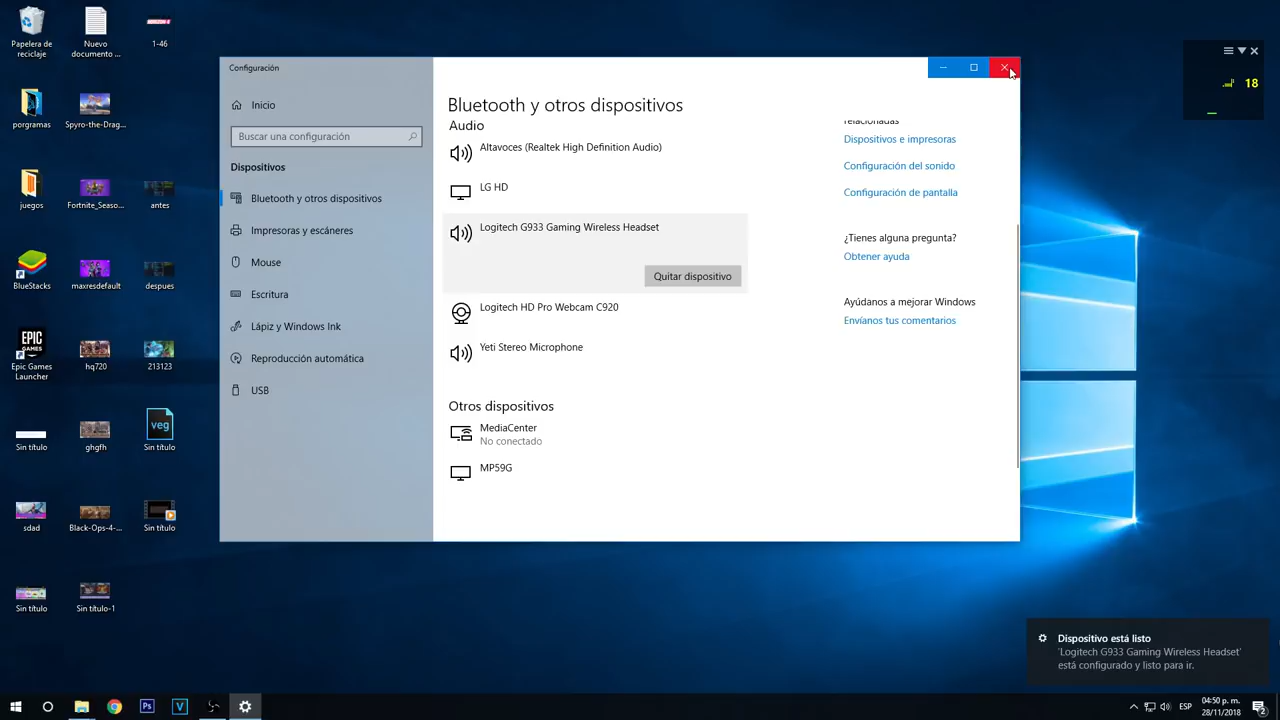 Papelera de
reciclaje
Nuevo
documento ...
1-46
porgramas
Spyro-the-Drag...
juegos
Fortnite_Seaso...
antes
BlueStacks
maxresdefault
despues
EPIC
GAMES
Epic Games
Launcher
hq720
213123
Sin título
ghgfh
veg
Sin título
sdad
Black-Ops-4-...
Sin título
Sin título
Sin título-1
Configuración
Inicio
Buscar una configuración
Dispositivos
Bluetooth y otros dispositivos
Impresoras y escáneres
Mouse
Escritura
Lápiz y Windows Ink
Reproducción automática
USB
Bluetooth y otros dispositivos
Audio
Altavoces (Realtek High Definition Audio)
LG HD
Logitech G933 Gaming Wireless Headset
Quitar dispositivo
Logitech HD Pro Webcam C920
Yeti Stereo Microphone
Otros dispositivos
MediaCenter
No conectado
MP59G
relacionadas
Dispositivos e impresoras
Configuración del sonido
Configuración de pantalla
¿Tienes alguna pregunta?
Obtener ayuda
Ayúdanos a mejorar Windows
Envíanos tus comentarios
18
Dispositivo está listo
'Logitech G933 Gaming Wireless Headset'
está configurado y listo para ir.
Ps
V
ESP
04:50 p. m.
28/11/2018
2